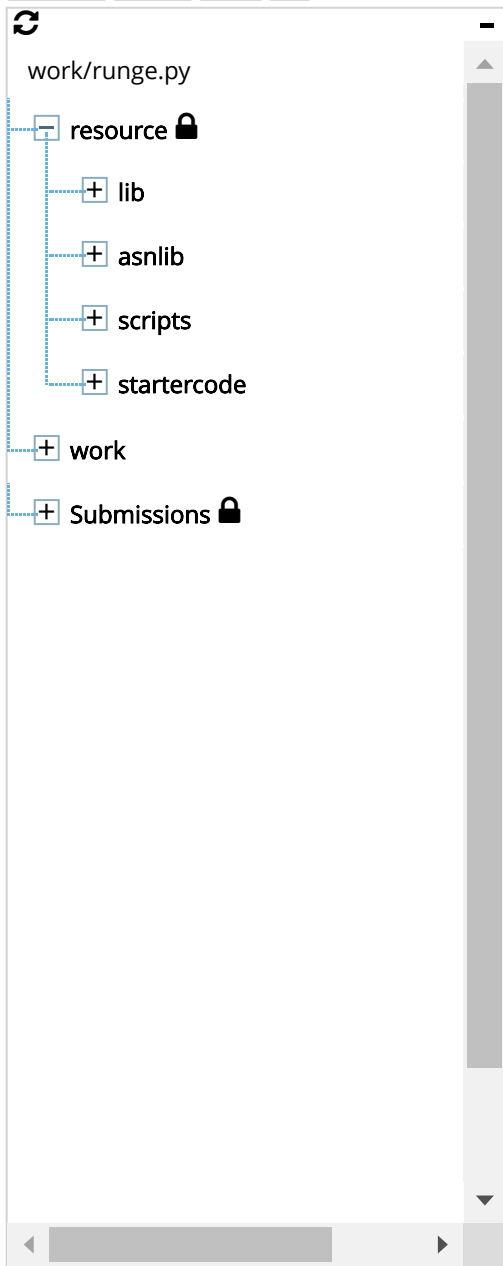 work/runge.py
resource
lib
asnlib
scripts
startercode
work
Submissions